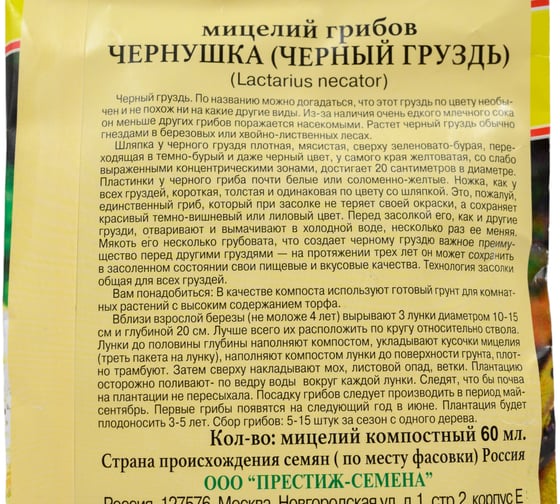 МИЦЕЛИЙ ГРИБОВ
ЧЕРНУШКА (ЧЕРНЫЙ ГРУЗДЬ)
(Lactarius necator)
Черный груздь. По названию можно догадаться, что этот груздь по цвету необы-
чен и не похож ни на какие другие виды. Из-за наличия очень едкого млечного сока
он меньше других грибов поражается насекомыми. Растет черный груздь обычно
гнездами в березовых или хвойно-лиственных лесах.
Шляпка у черного груздя плотная, мясистая, сверху зеленовато-бурая, пере-
ходящая в темно-бурый и даже черный цвет, у самого края желтоватая, со слабо
выраженными концентрическими зонами, достигает 20 сантиметров в диаметре.
Пластинки у черного гриба почти белые или соломенно-желтые. Ножка, как у
всех груздей, короткая, толстая и одинаковая по цвету со шляпкой. Это, пожалуй,
единственный гриб, который при засолке не теряет своей окраски, а сохраняет
красивый темно-вишневый или лиловый цвет. Перед засолкой его, как и другие
грузди, отваривают и вымачивают в холодной воде, несколько раз ее меняя.
Мякоть его несколько грубовата, что создает черному груздю важное преиму-
щество перед другими груздями — на протяжении трех лет он может сохранить
в засоленном состоянии свои пищевые и вкусовые качества. Технология засолки
общая для всех груздей.
Вам понадобиться: В качестве компоста используют готовый грунт для комнат-
ных растений с высоким содержанием торфа.
Вблизи взрослой березы (не моложе 4 лет) вырывают 3 лунки диаметром 10-15
см и глубиной 20 см. Лучше всего их расположить по кругу относительно ствола.
Лунки до половины глубины наполняют компостом, укладывают кусочки мицелия
(треть пакета на лунку), наполняют компостом лунку до поверхности грунта, плот-
но трамбуют. Затем сверху накладывают мох, листовой опад, ветки. Плантацию
осторожно поливают- по ведру воды вокруг каждой лунки. Следят, что бы почва
на плантации не пересыхала. Посадку грибов следует производить в период май-
сентябрь. Первые грибы появятся на следующий год в июне. Плантация будет
плодоносить 3-5 лет. Сбор грибов: 5-15 штук за сезон с одного дерева.
Кол-во: мицелий компостный 60 мл.
Страна происхождения семян ( по месту фасовки) Россия
ООО "ПРЕСТИЖ-СЕМЕНА"
Россия, 127576, Москва, Новгородская ул., д.1, стр.2, корпус Е